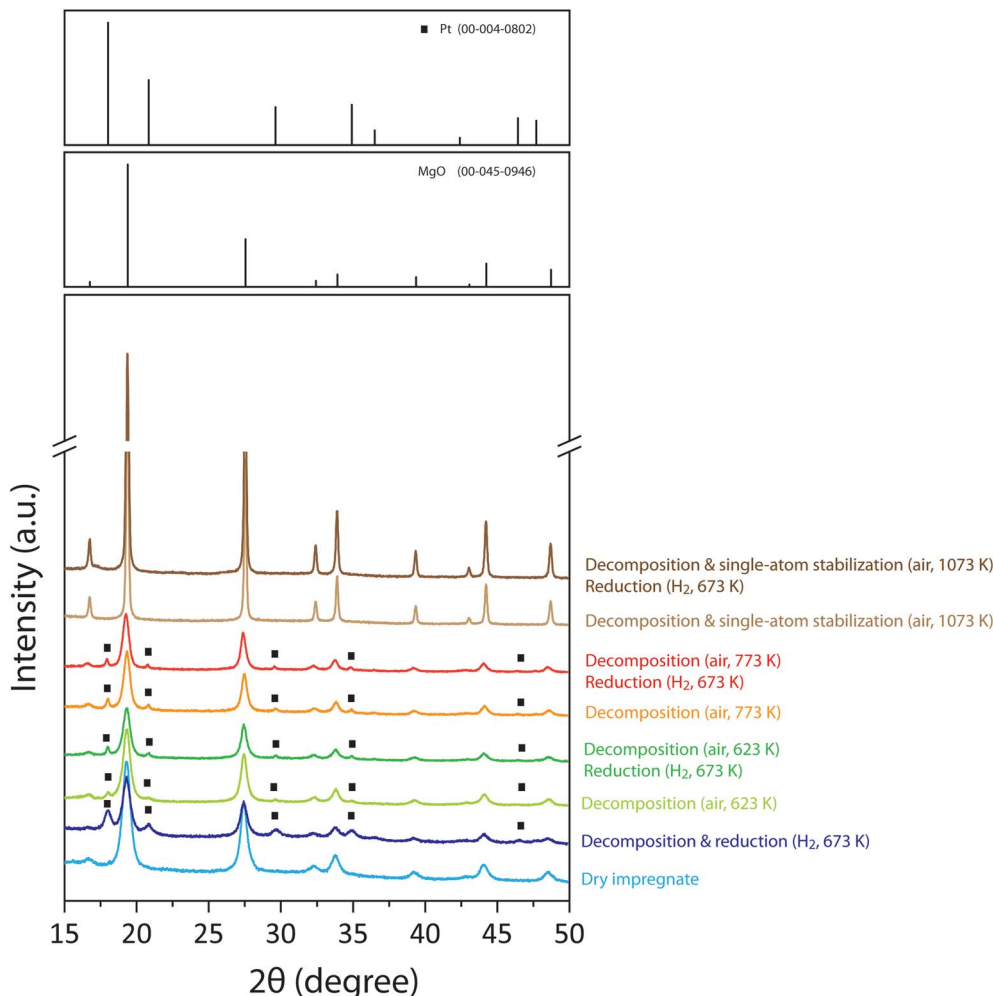 ■ Pt (00-004-0802)
MgO (00-045-0946)
Intensity (a.u.)
Decomposition & single-atom stabilization (air, 1073 K)
Reduction (H₂, 673 K)
Decomposition & single-atom stabilization (air, 1073 K)
Decomposition (air, 773 K)
Reduction (H₂, 673 K)
Decomposition (air, 773 K)
Decomposition (air, 623 K)
Reduction (H₂, 673 K)
Decomposition (air, 623 K)
Decomposition & reduction (H₂, 673 K)
Dry impregnate
15 20 25 30 35 40 45 50
2θ (degree)